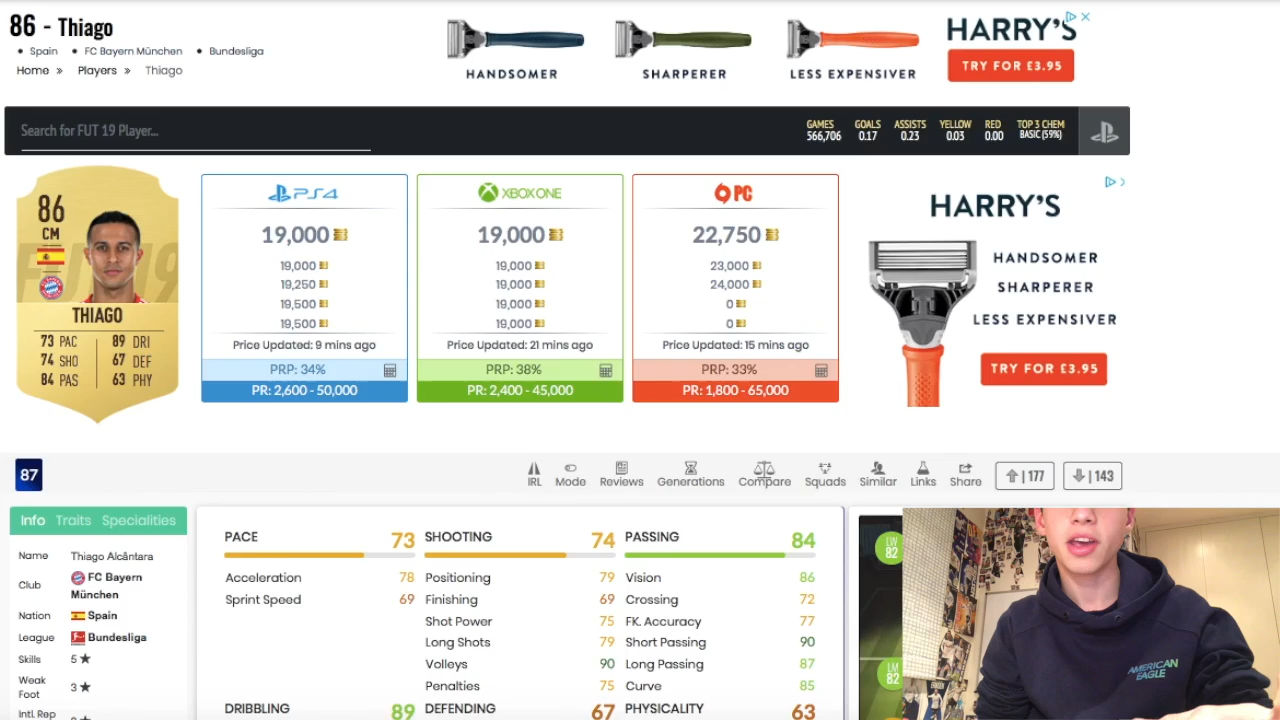 86 - Thiago
Spain • FC Bayern München • Bundesliga
Home » Players » Thiago
HANDSOMER
SHARPERER
LESS EXPENSIVER
HARRY'S
TRY FOR £3.95
Search for FUT 19 Player...
GAMES GOALS ASSISTS YELLOW RED TOP 3 CHEM
566,706 0.17 0.23 0.03 0.00 BASIC (59%)
86
CM
FUT 19
THIAGO
73 PAC 89 DRI
74 SHO 67 DEF
84 PAS 63 PHY
PS4
19,000
19,000
19,250
19,500
19,500
Price Updated: 9 mins ago
PRP: 34%
PR: 2,600 - 50,000
XBOX ONE
19,000
19,000
19,000
19,000
19,000
Price Updated: 21 mins ago
PRP: 38%
PR: 2,400 - 45,000
PC
22,750
23,000
24,000
0
0
Price Updated: 15 mins ago
PRP: 33%
PR: 1,800 - 65,000
HARRY'S
HANDSOMER
SHARPERER
LESS EXPENSIVER
TRY FOR £3.95
87
IRL Mode Reviews Generations Compare Squads Similar Links Share | 177 | 143
Info Traits Specialities
Name Thiago Alcântara
Club FC Bayern
München
Nation Spain
League Bundesliga
Skills 5★
Weak
Foot 3★
Intl. Rep
PACE 73
Acceleration 78
Sprint Speed 69
DRIBBLING 89
SHOOTING 74
Positioning 79
Finishing 69
Shot Power 75
Long Shots 79
Volleys 90
Penalties 75
DEFENDING 67
PASSING 84
Vision 86
Crossing 72
FK. Accuracy 77
Short Passing 90
Long Passing 87
Curve 85
PHYSICALITY 63
LW
82
LM
82
AMERICAN
EAGLE